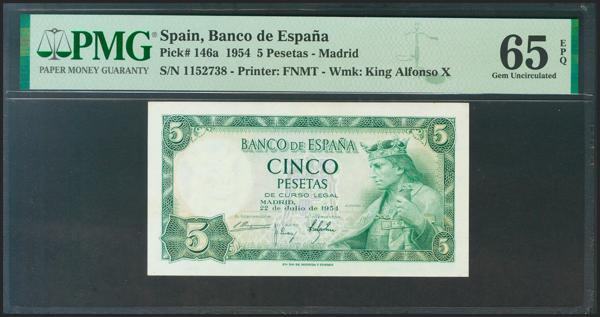 PMG
PAPER MONEY GUARANTY
Spain, Banco de España
Pick# 146a 1954 5 Pesetas - Madrid
S/N 1152738 - Printer: FNMT - Wmk: King Alfonso X
65 EPQ
Gem Uncirculated
5
5
BANCO DE ESPAÑA
CINCO
PESETAS
DE CURSO LEGAL
MADRID,
22 de Julio de 1954
5
5